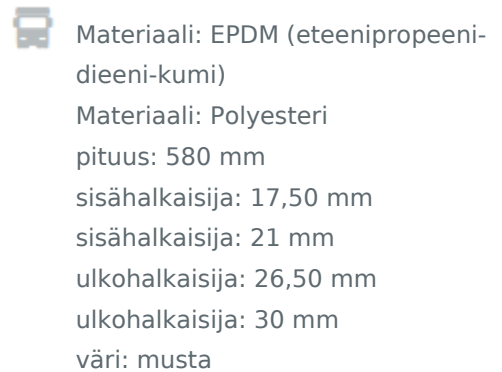 Materiaali: EPDM (eteenipropeeni-
dieeni-kumi)
Materiaali: Polyesteri
pituus: 580 mm
sisähalkaisija: 17,50 mm
sisähalkaisija: 21 mm
ulkohalkaisija: 26,50 mm
ulkohalkaisija: 30 mm
väri: musta